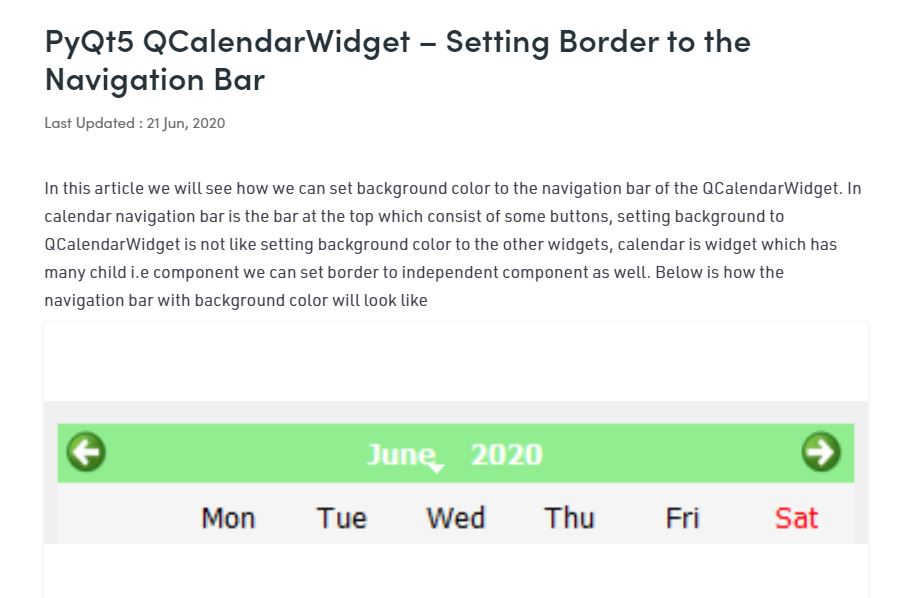 PyQt5 QCalendarWidget – Setting Border to the
Navigation Bar
Last Updated : 21 Jun, 2020
In this article we will see how we can set background color to the navigation bar of the QCalendarWidget. In
calendar navigation bar is the bar at the top which consist of some buttons, setting background to
QCalendarWidget is not like setting background color to the other widgets, calendar is widget which has
many child i.e component we can set border to independent component as well. Below is how the
navigation bar with background color will look like
June 2020
Mon Tue Wed Thu Fri Sat